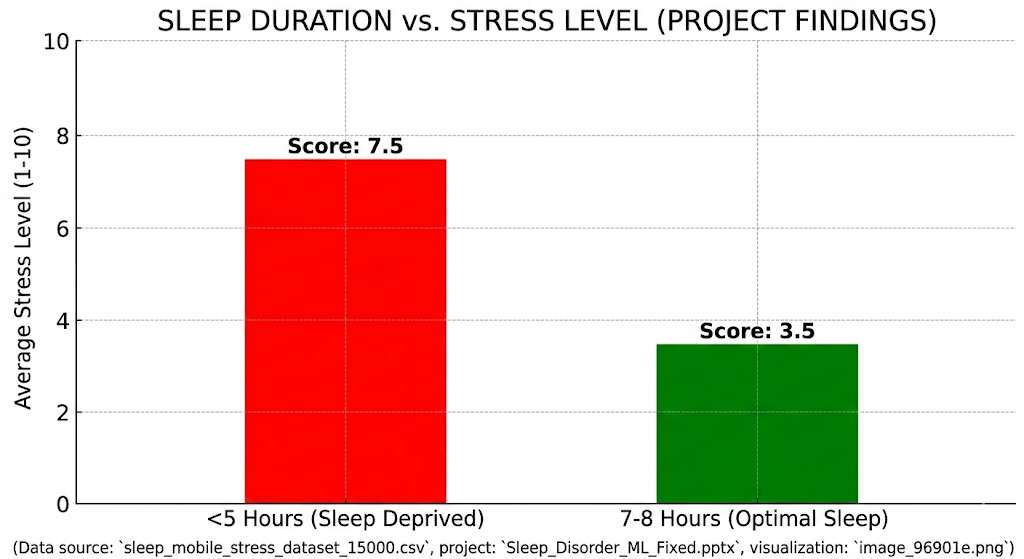 SLEEP DURATION vs. STRESS LEVEL (PROJECT FINDINGS)
Average Stress Level (1-10)
10
8
6
4
2
0
Score: 7.5
Score: 3.5
<5 Hours (Sleep Deprived)
7-8 Hours (Optimal Sleep)
(Data source: `sleep_mobile_stress_dataset_15000.csv`, project: `Sleep_Disorder_ML_Fixed.pptx`, visualization: `image_96901e.png`)